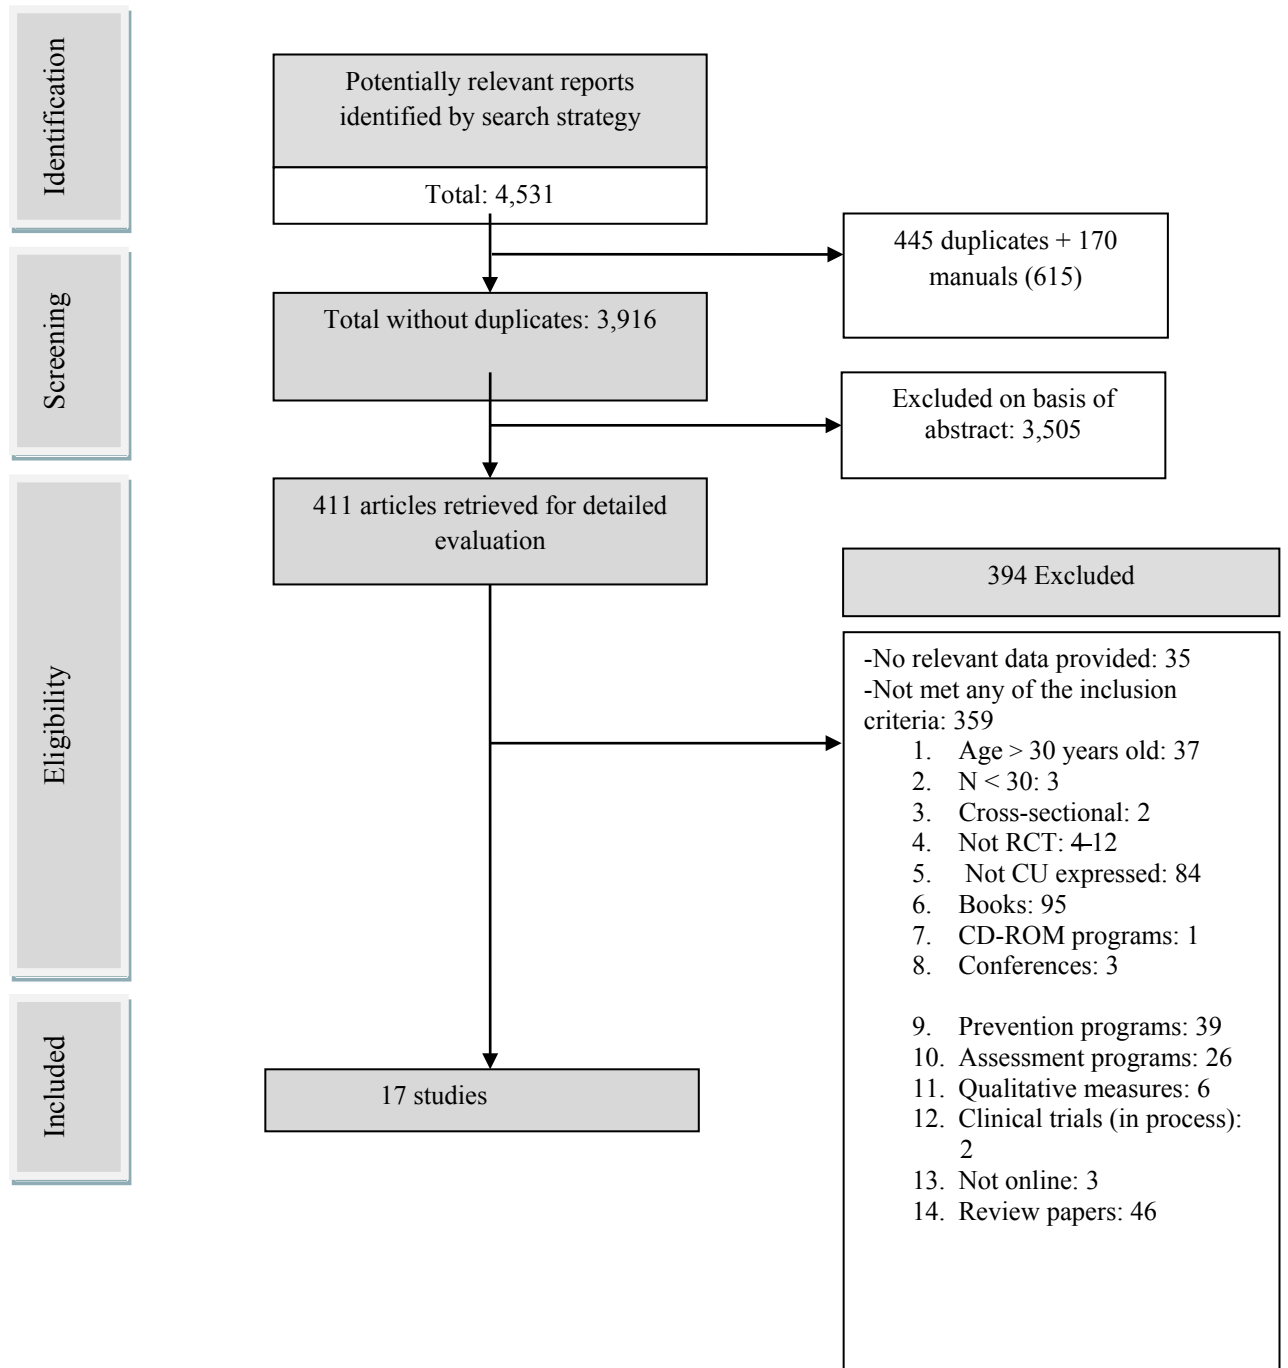 Identification
Potentially relevant reports
identified by search strategy
Total: 4,531
445 duplicates + 170
manuals (615)
Screening
Total without duplicates: 3,916
Excluded on basis of
abstract: 3,505
Eligibility
411 articles retrieved for detailed
evaluation
394 Excluded
-No relevant data provided: 35
-Not met any of the inclusion
criteria: 359
1. Age > 30 years old: 37
2. N < 30: 3
3. Cross-sectional: 2
4. Not RCT: 4-12
5. Not CU expressed: 84
6. Books: 95
7. CD-ROM programs: 1
8. Conferences: 3
9. Prevention programs: 39
10. Assessment programs: 26
11. Qualitative measures: 6
12. Clinical trials (in process):
2
13. Not online: 3
14. Review papers: 46
Included
17 studies